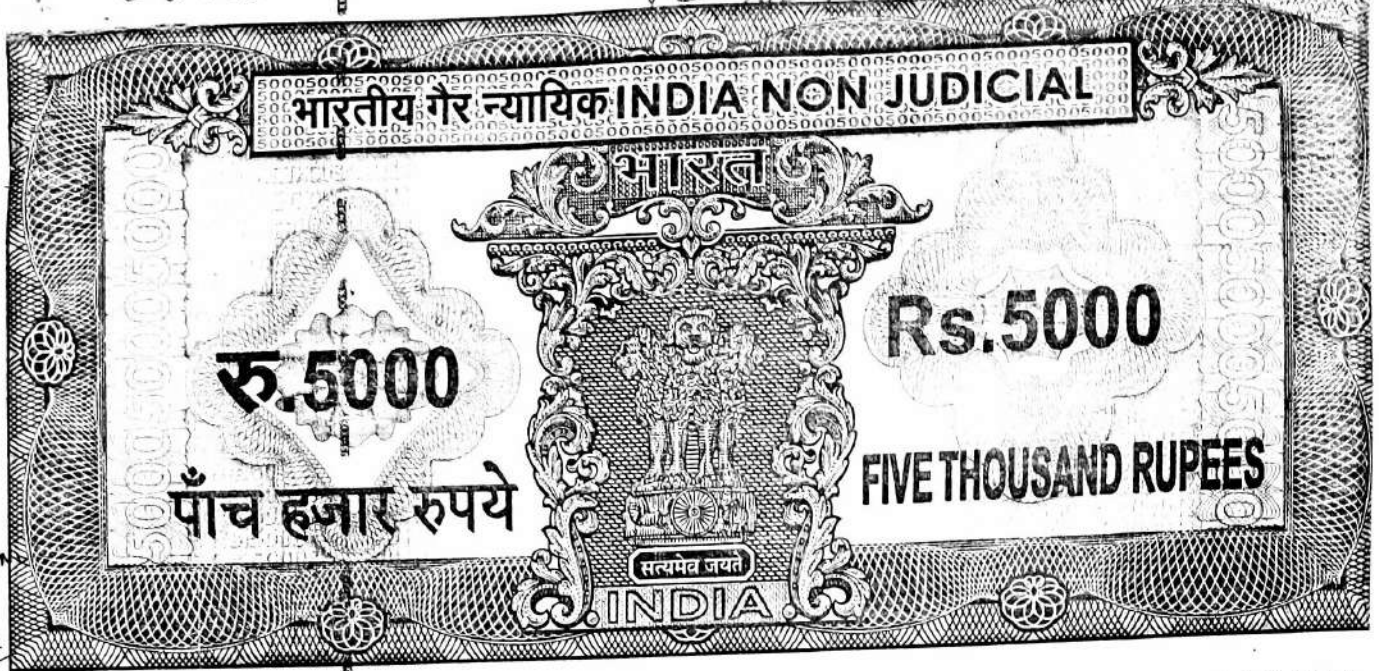 भारतीय गैर न्यायिक INDIA NON JUDICIAL
भारत
रु.5000
Rs.5000
पाँच हजार रुपये
FIVE THOUSAND RUPEES
सत्यमेव जयते
INDIA